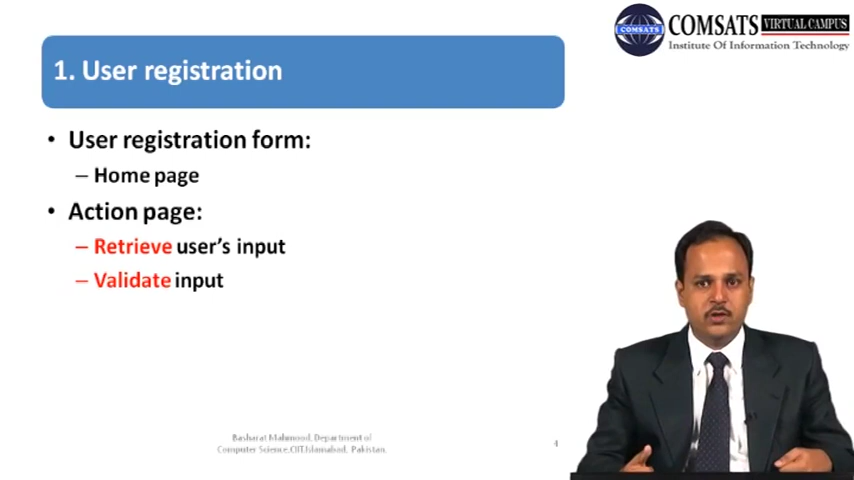 COMSATS VIRTUAL CAMPUS
COMSATS Institute Of Information Technology
1. User registration
• User registration form:
– Home page
• Action page:
– Retrieve user's input
– Validate input
Basharat Mahmood, Department of
Computer Science,CIIT,Islamabad, Pakistan.
4